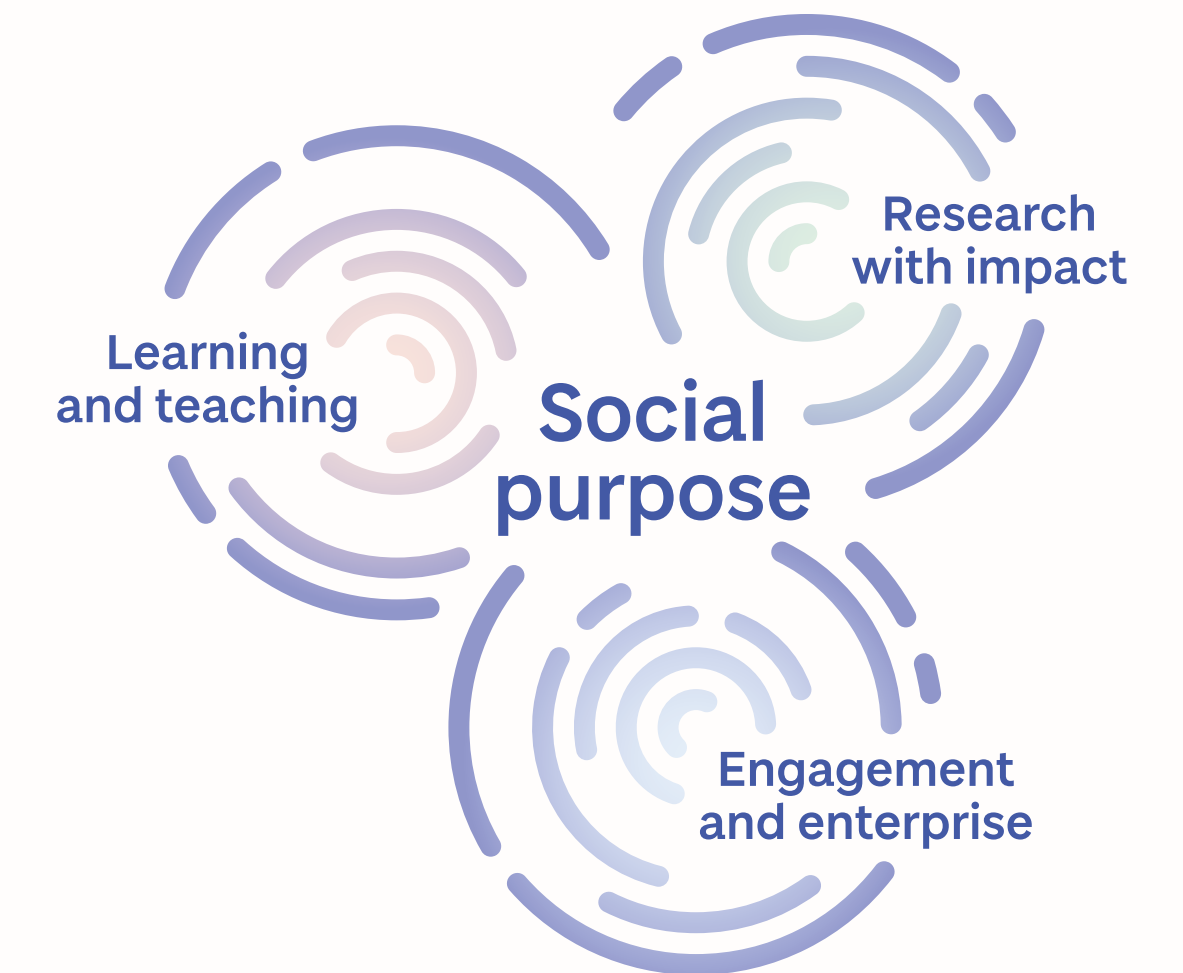 Research
with impact
Learning
and teaching
Social
purpose
Engagement
and enterprise